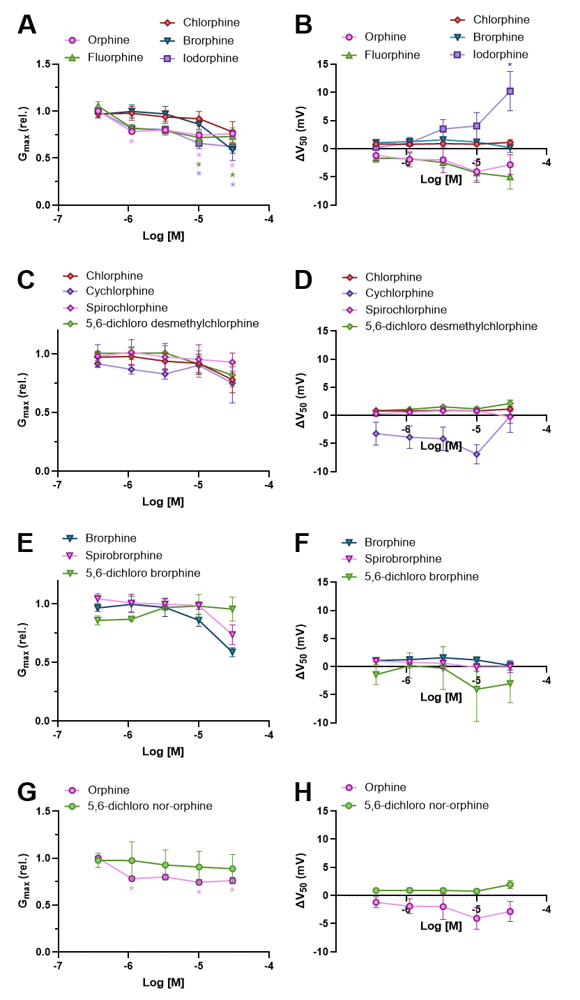 A
B
Chlorphine
Orphine
Brorphine
Fluorphine
Iodorphine
Chlorphine
Orphine
Brorphine
Fluorphine
Iodorphine
1.5
1.0
0.5
0.0
Gmax (rel.)
* * * * * * *
-7 -6 -5 -4
Log [M]
15
10
5
0
-5
-10
ΔV50 (mV)
*
-6 -5 -4
Log [M]
C
D
Chlorphine
Cychlorphine
Spirochlorphine
5,6-dichloro desmethylchlorphine
Chlorphine
Cychlorphine
Spirochlorphine
5,6-dichloro desmethylchlorphine
1.0
0.5
0.0
Gmax (rel.)
-7 -6 -5 -4
Log [M]
15
10
5
0
-5
-10
ΔV50 (mV)
-6 -5 -4
Log [M]
E
F
Brorphine
Spirobrorphine
5,6-dichloro brorphine
Brorphine
Spirobrorphine
5,6-dichloro brorphine
1.0
0.5
0.0
Gmax (rel.)
-7 -6 -5 -4
Log [M]
15
10
5
0
-5
-10
ΔV50 (mV)
-6 -5 -4
Log [M]
G
H
Orphine
5,6-dichloro nor-orphine
Orphine
5,6-dichloro nor-orphine
1.5
1.0
0.5
0.0
Gmax (rel.)
* * *
-7 -6 -5 -4
Log [M]
15
10
5
0
-5
-10
ΔV50 (mV)
-6 -5 -4
Log [M]